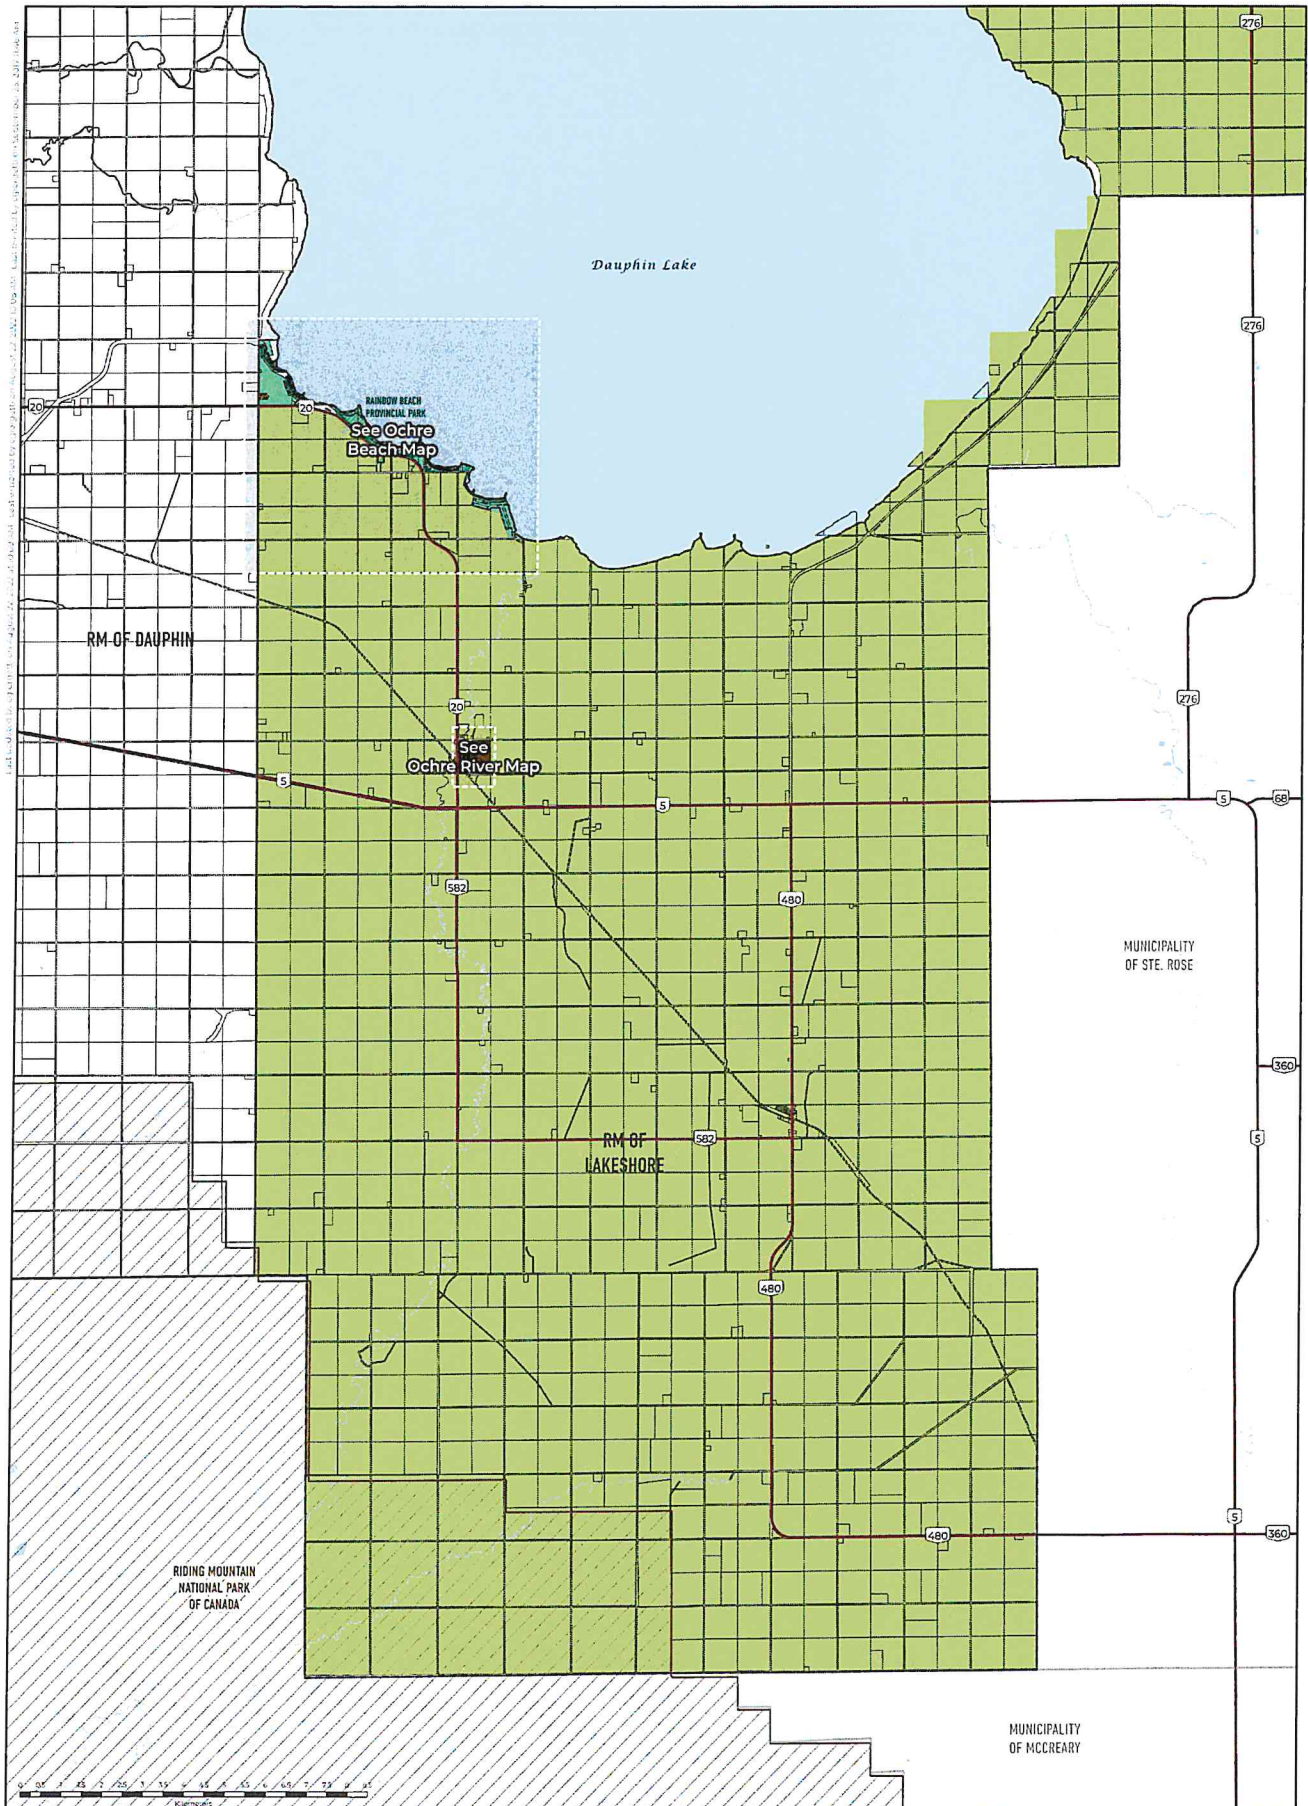 276
Dauphin Lake
276
RAINBOW BEACH
PROVINCIAL PARK
20
20
See Ochre
Beach Map
RM OF DAUPHIN
276
20
See
Ochre River Map
5
5
5
68
582
480
MUNICIPALITY
OF STE. ROSE
360
582
5
RM OF
LAKESHORE
480
5
480
360
RIDING MOUNTAIN
NATIONAL PARK
OF CANADA
MUNICIPALITY
OF MCCREARY
Kilometers